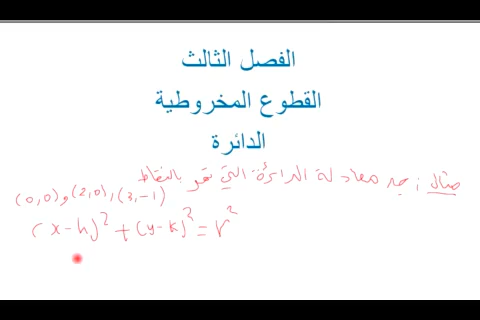 الفصل الثالث
القطوع المخروطية
الدائرة
مثال: جد معادلة الدائرة التي تمر بالنقاط
(0,0) و (2,0), (3,-1)
(x-h)² + (y-k)² = r²